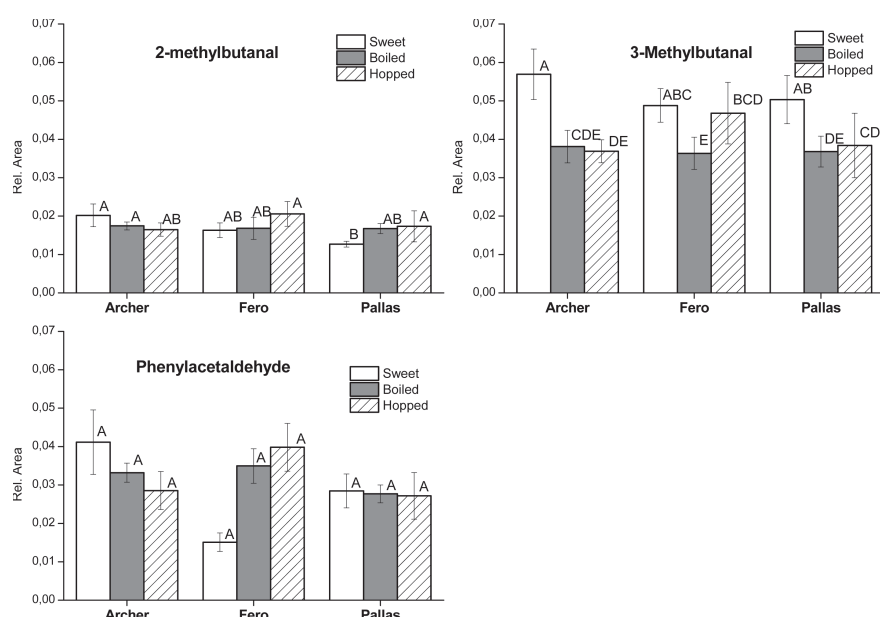 0,07
0,06
0,05
0,04
0,03
0,02
0,01
0,00
Rel. Area
2-methylbutanal
Sweet
Boiled
Hopped
A
A
AB
AB
AB
A
B
AB
A
Archer Fero Pallas
0,07
0,06
0,05
0,04
0,03
0,02
0,01
0,00
Rel. Area
3-Methylbutanal
Sweet
Boiled
Hopped
A
CDE
DE
ABC
E
BCD
AB
DE
CD
Archer Fero Pallas
0,07
0,06
0,05
0,04
0,03
0,02
0,01
0,00
Rel. Area
Phenylacetaldehyde
Sweet
Boiled
Hopped
A
A
A
A
A
A
A
A
A
Archer Fero Pallas